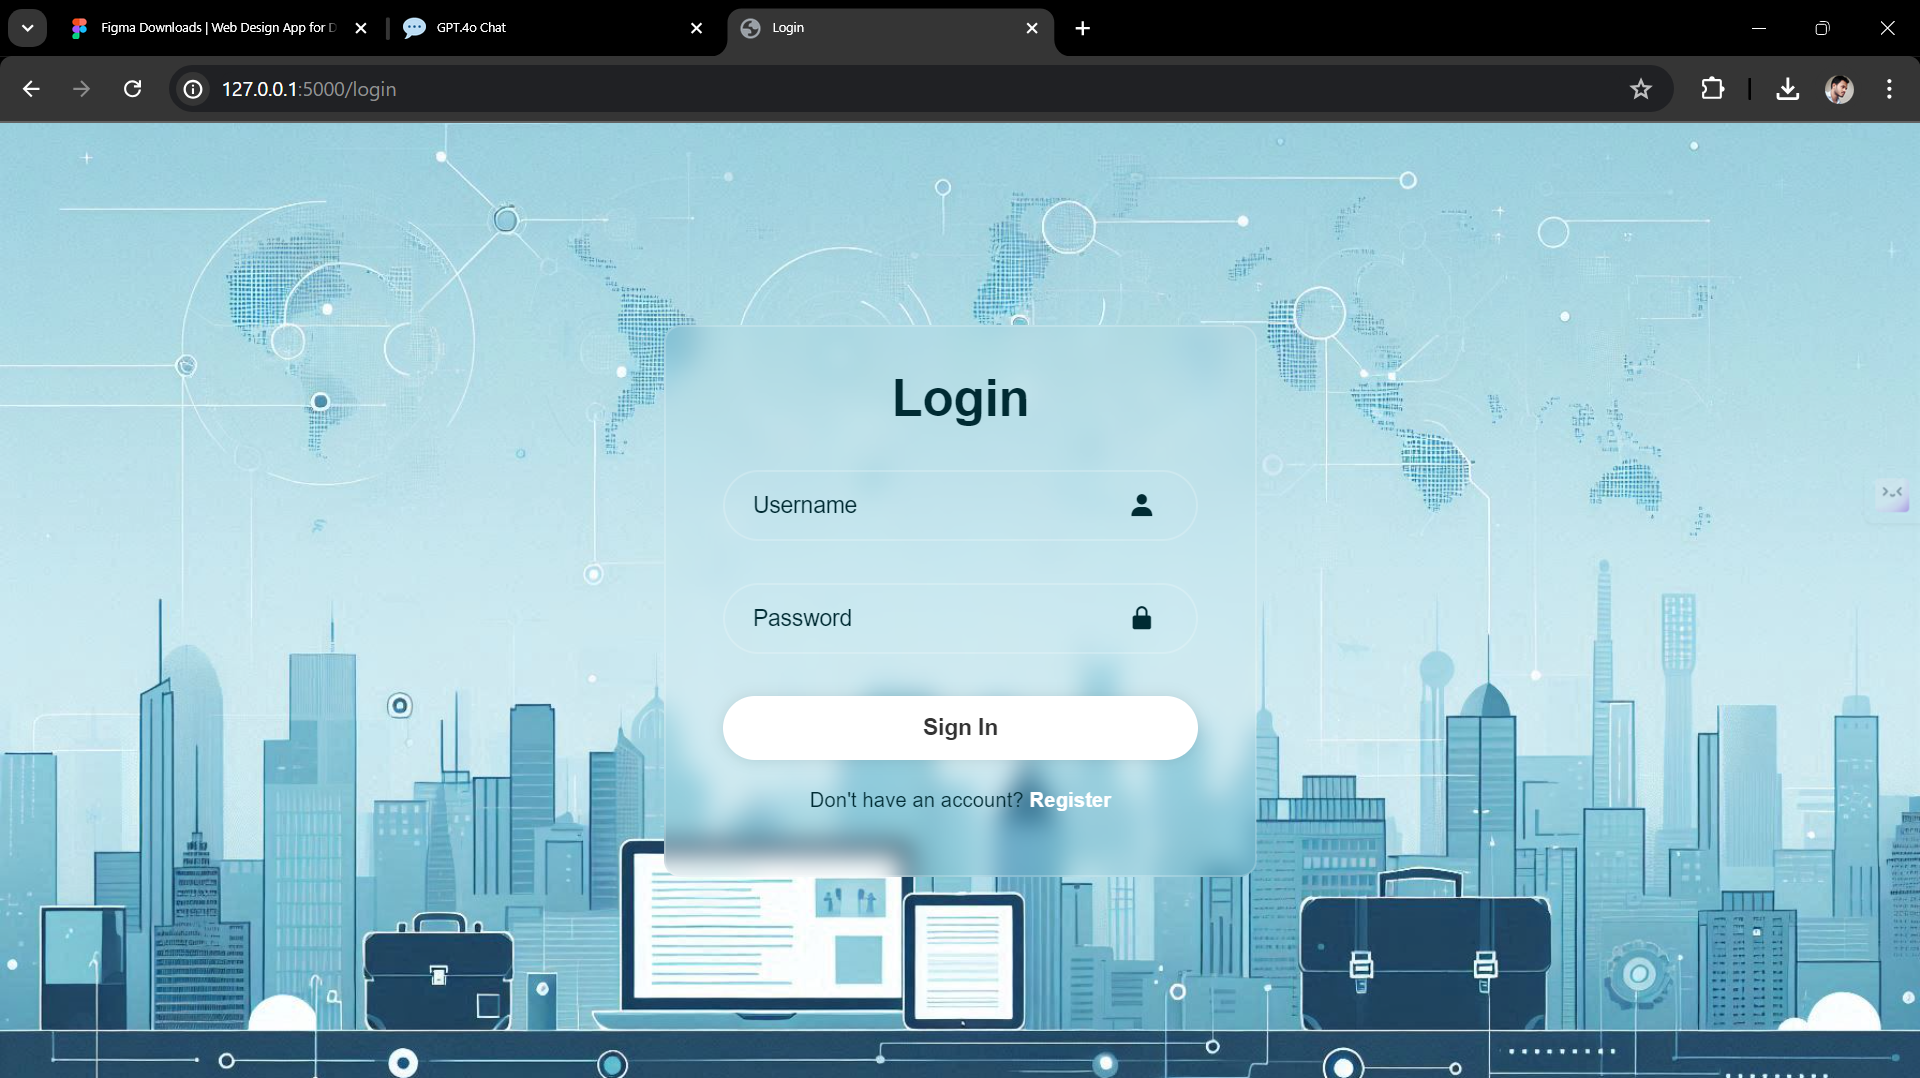 Figma Downloads | Web Design App for D
GPT.4o Chat
Login
127.0.0.1:5000/login
Login
Username
Password
Sign In
Don't have an account? Register